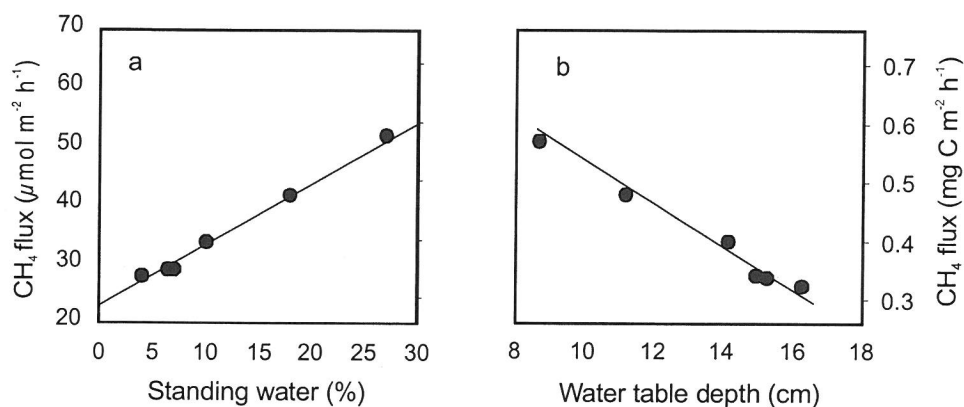 a
CH₄ flux (µmol m⁻² h⁻¹)
70
60
50
40
30
20
0 5 10 15 20 25 30
Standing water (%)
b
0.7
0.6
0.5
0.4
0.3
CH₄ flux (mg C m⁻² h⁻¹)
8 10 12 14 16 18
Water table depth (cm)